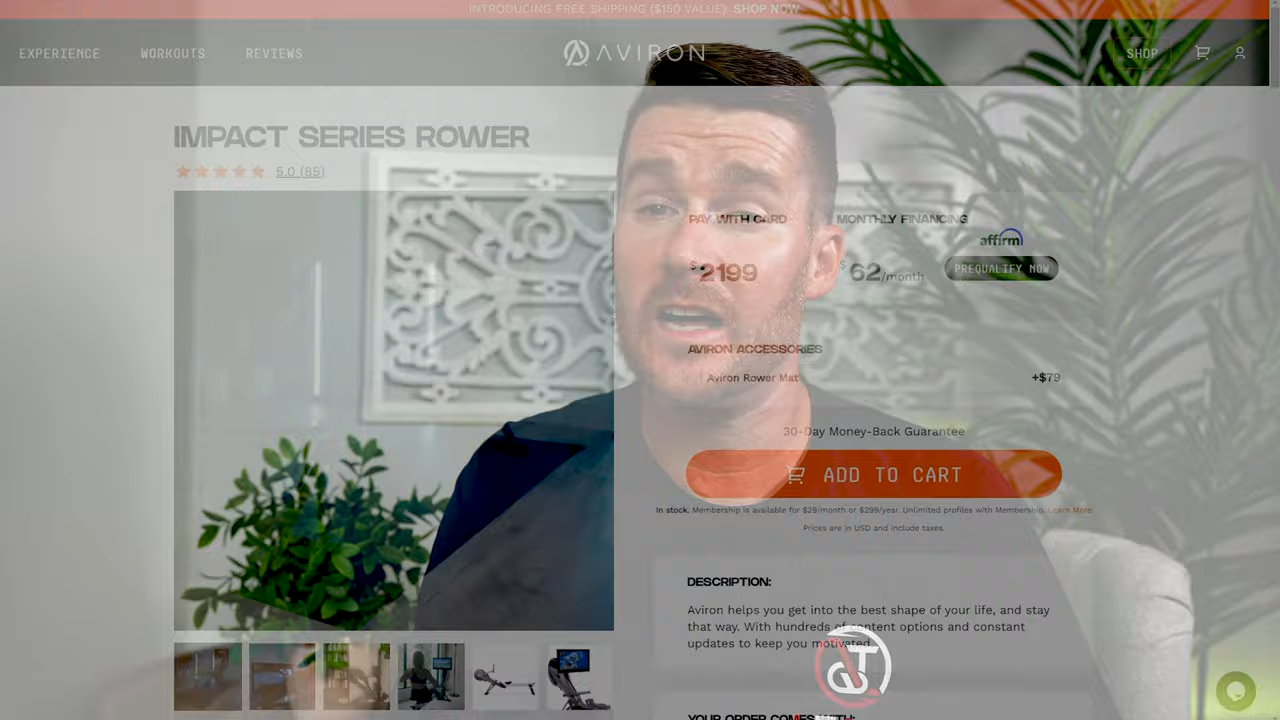 INTRODUCING FREE SHIPPING ($150 VALUE) SHOP NOW
EXPERIENCE WORKOUTS REVIEWS AVIRON SHOP
IMPACT SERIES ROWER
5.0 (85)
PAY WITH CARD MONTHLY FINANCING
affirm
$2199 $62/month PREQUALIFY NOW
AVIRON ACCESSORIES
Aviron Rower Mat +$79
30-Day Money-Back Guarantee
ADD TO CART
In stock. Membership is available for $29/month or $299/year. Unlimited profiles with Membership. Learn More.
Prices are in USD and include taxes.
DESCRIPTION:
Aviron helps you get into the best shape of your life, and stay
that way. With hundreds of content options and constant
updates to keep you motivated.
YOUR ORDER COMES WITH: